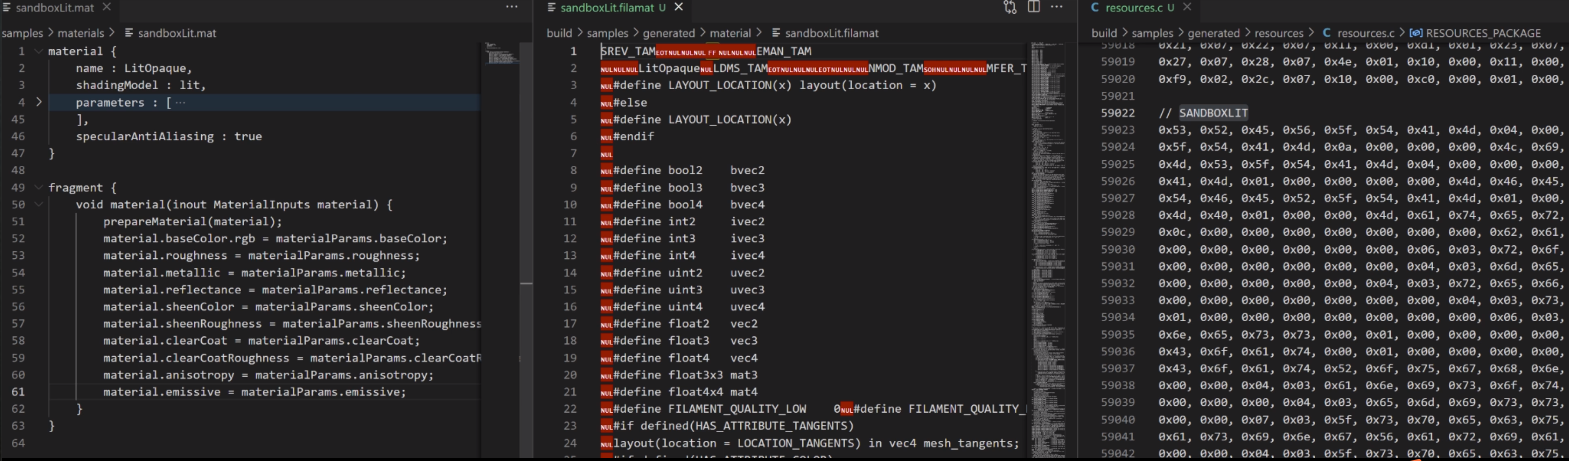 sandboxLit.mat
samples > materials > sandboxLit.mat
1 material {
2 name : LitOpaque,
3 shadingModel : lit,
4 parameters : [ ...
45 ],
46 specularAntiAliasing : true
47 }
48
49 fragment {
50 void material(inout MaterialInputs material) {
51 prepareMaterial(material);
52 material.baseColor.rgb = materialParams.baseColor;
53 material.roughness = materialParams.roughness;
54 material.metallic = materialParams.metallic;
55 material.reflectance = materialParams.reflectance;
56 material.sheenColor = materialParams.sheenColor;
57 material.sheenRoughness = materialParams.sheenRoughness
58 material.clearCoat = materialParams.clearCoat;
59 material.clearCoatRoughness = materialParams.clearCoatR
60 material.anisotropy = materialParams.anisotropy;
61 material.emissive = materialParams.emissive;
62 }
63 }
64
sandboxLit.filamat U
build > samples > generated > material > sandboxLit.filamat
1 SREV_TAMEOTNULNULNUL FF NULNULNULEMAN_TAM
2 NULNULNULLitOpaqueNULLDMS_TAMEOTNULNULNULEOTNULNULNULNMOD_TAMSOHNULNULNULNULMFER_T
3 NUL#define LAYOUT_LOCATION(x) layout(location = x)
4 NUL#else
5 NUL#define LAYOUT_LOCATION(x)
6 NUL#endif
7 NUL
8 NUL#define bool2 bvec2
9 NUL#define bool3 bvec3
10 NUL#define bool4 bvec4
11 NUL#define int2 ivec2
12 NUL#define int3 ivec3
13 NUL#define int4 ivec4
14 NUL#define uint2 uvec2
15 NUL#define uint3 uvec3
16 NUL#define uint4 uvec4
17 NUL#define float2 vec2
18 NUL#define float3 vec3
19 NUL#define float4 vec4
20 NUL#define float3x3 mat3
21 NUL#define float4x4 mat4
22 NUL#define FILAMENT_QUALITY_LOW 0NUL#define FILAMENT_QUALITY_
23 NUL#if defined(HAS_ATTRIBUTE_TANGENTS)
24 NULlayout(location = LOCATION_TANGENTS) in vec4 mesh_tangents;
C resources.c U
build > samples > generated > resources > C resources.c > RESOURCES_PACKAGE
59018 0x21, 0x07, 0x22, 0x07, 0x11, 0x00, 0xd1, 0x01, 0x23, 0x07,
59019 0x27, 0x07, 0x28, 0x07, 0x4e, 0x01, 0x10, 0x00, 0x11, 0x00,
59020 0xf9, 0x02, 0x2c, 0x07, 0x10, 0x00, 0xc0, 0x00, 0x01, 0x00,
59021
59022 // SANDBOXLIT
59023 0x53, 0x52, 0x45, 0x56, 0x5f, 0x54, 0x41, 0x4d, 0x04, 0x00,
59024 0x5f, 0x54, 0x41, 0x4d, 0x0a, 0x00, 0x00, 0x00, 0x4c, 0x69,
59025 0x4d, 0x53, 0x5f, 0x54, 0x41, 0x4d, 0x04, 0x00, 0x00, 0x00,
59026 0x41, 0x4d, 0x01, 0x00, 0x00, 0x00, 0x00, 0x4d, 0x46, 0x45,
59027 0x54, 0x46, 0x45, 0x52, 0x5f, 0x54, 0x41, 0x4d, 0x01, 0x00,
59028 0x4d, 0x40, 0x01, 0x00, 0x00, 0x4d, 0x61, 0x74, 0x65, 0x72,
59029 0x0c, 0x00, 0x00, 0x00, 0x00, 0x00, 0x00, 0x00, 0x62, 0x61,
59030 0x00, 0x00, 0x00, 0x00, 0x00, 0x00, 0x06, 0x03, 0x72, 0x6f,
59031 0x00, 0x00, 0x00, 0x00, 0x00, 0x00, 0x04, 0x03, 0x6d, 0x65,
59032 0x00, 0x00, 0x00, 0x00, 0x00, 0x04, 0x03, 0x72, 0x65, 0x66,
59033 0x00, 0x00, 0x00, 0x00, 0x00, 0x00, 0x00, 0x04, 0x03, 0x73,
59034 0x01, 0x00, 0x00, 0x00, 0x00, 0x00, 0x00, 0x00, 0x06, 0x03,
59035 0x6e, 0x65, 0x73, 0x73, 0x00, 0x01, 0x00, 0x00, 0x00, 0x00,
59036 0x43, 0x6f, 0x61, 0x74, 0x00, 0x01, 0x00, 0x00, 0x00, 0x00,
59037 0x43, 0x6f, 0x61, 0x74, 0x52, 0x6f, 0x75, 0x67, 0x68, 0x6e,
59038 0x00, 0x00, 0x04, 0x03, 0x61, 0x6e, 0x69, 0x73, 0x6f, 0x74,
59039 0x00, 0x00, 0x00, 0x04, 0x03, 0x65, 0x6d, 0x69, 0x73, 0x73,
59040 0x00, 0x00, 0x07, 0x03, 0x5f, 0x73, 0x70, 0x65, 0x63, 0x75,
59041 0x61, 0x73, 0x69, 0x6e, 0x67, 0x56, 0x61, 0x72, 0x69, 0x61,
59042 0x00, 0x00, 0x04, 0x03, 0x5f, 0x73, 0x70, 0x65, 0x63, 0x75,